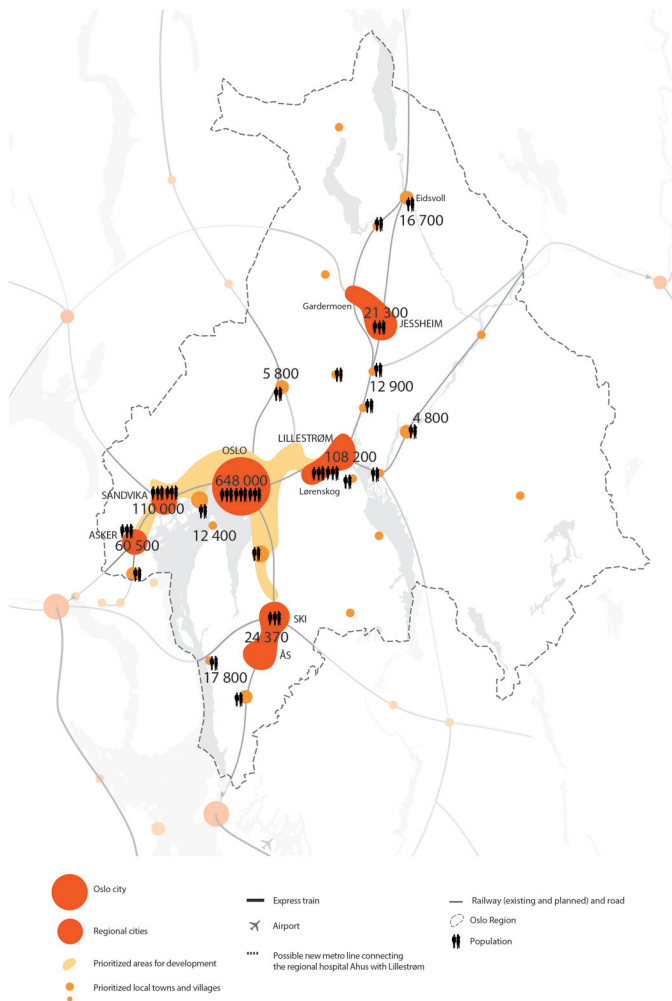 Eidsvoll
16 700
Gardermoen
21 300
JESSHEIM
5 800
12 900
4 800
LILLESTRØM
OSLO
108 200
648 000
SANDVIKA
Lørenskog
110 000
12 400
ASKER
60 500
SKI
24 370
ÅS
17 800
Oslo city
Regional cities
Prioritized areas for development
Prioritized local towns and villages
Express train
Airport
Possible new metro line connecting
the regional hospital Ahus with Lillestrøm
Railway (existing and planned) and road
Oslo Region
Population